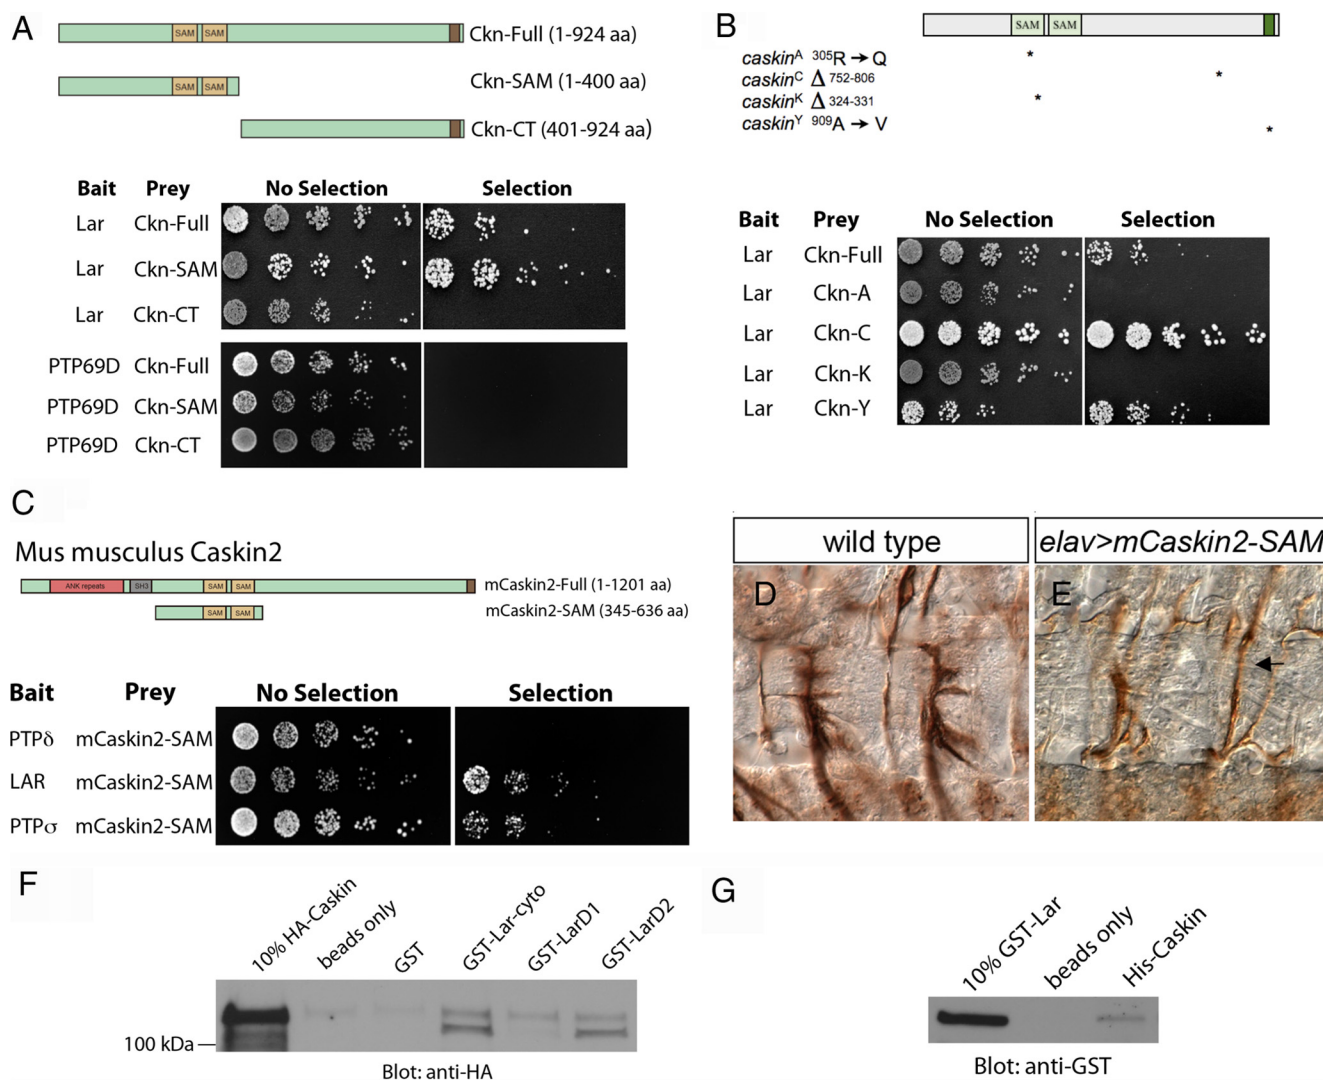 A
SAM SAM
Ckn-Full (1-924 aa)
SAM SAM
Ckn-SAM (1-400 aa)
Ckn-CT (401-924 aa)
Bait Prey No Selection Selection
Lar Ckn-Full
Lar Ckn-SAM
Lar Ckn-CT
PTP69D Ckn-Full
PTP69D Ckn-SAM
PTP69D Ckn-CT
B
SAM SAM
caskinA 305R → Q *
caskinC Δ 752-806 *
caskinK Δ 324-331 *
caskinY 909A → V *
Bait Prey No Selection Selection
Lar Ckn-Full
Lar Ckn-A
Lar Ckn-C
Lar Ckn-K
Lar Ckn-Y
C
Mus musculus Caskin2
ANK repeats SH3 SAM SAM mCaskin2-Full (1-1201 aa)
SAM SAM mCaskin2-SAM (345-636 aa)
Bait Prey No Selection Selection
PTPδ mCaskin2-SAM
LAR mCaskin2-SAM
PTPσ mCaskin2-SAM
wild type
elav>mCaskin2-SAM
D
E
F
10% HA-Caskin
beads only
GST
GST-Lar-cyto
GST-LarD1
GST-LarD2
100 kDa
Blot: anti-HA
G
10% GST-Lar
beads only
His-Caskin
Blot: anti-GST